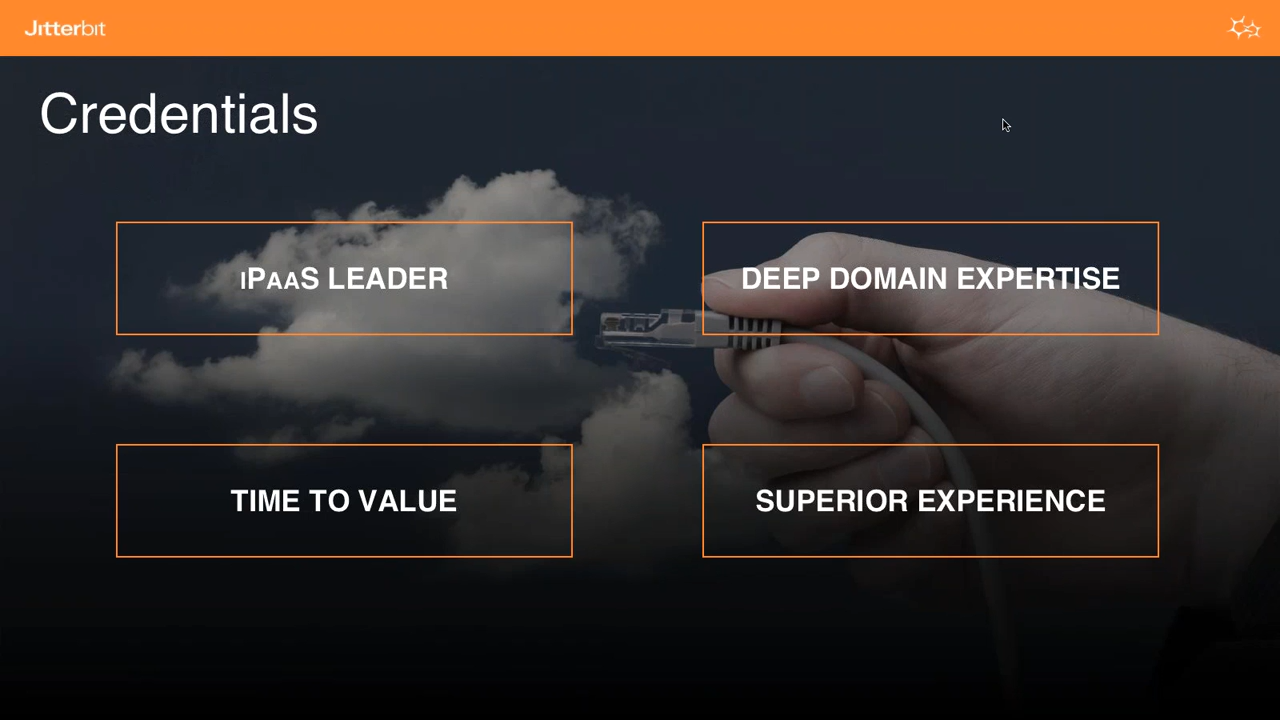 Jitterbit
Credentials
iPaaS LEADER
DEEP DOMAIN EXPERTISE
TIME TO VALUE
SUPERIOR EXPERIENCE